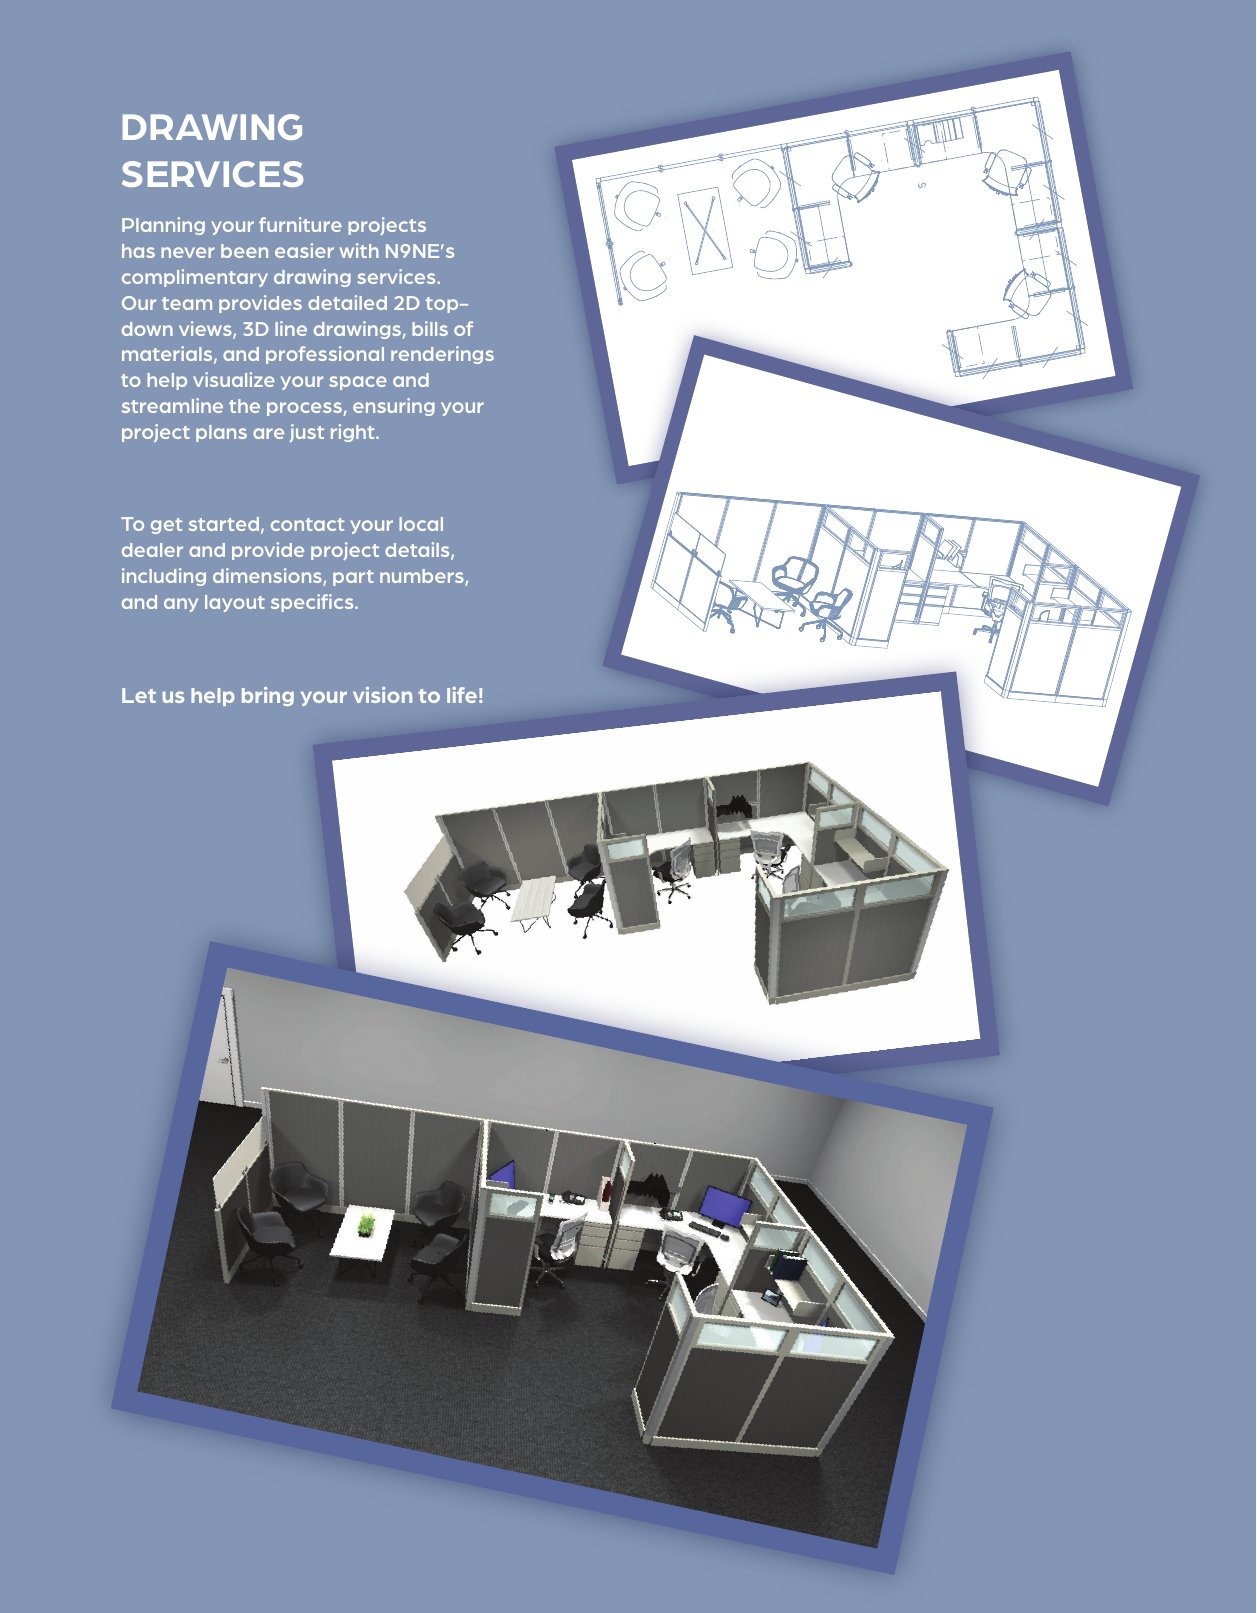 DRAWING
SERVICES
Planning your furniture projects
has never been easier with N9NE’s
complimentary drawing services.
Our team provides detailed 2D top-
down views, 3D line drawings, bills of
materials, and professional renderings
to help visualize your space and
streamline the process, ensuring your
project plans are just right.
To get started, contact your local
dealer and provide project details,
including dimensions, part numbers,
and any layout specifics.
Let us help bring your vision to life!